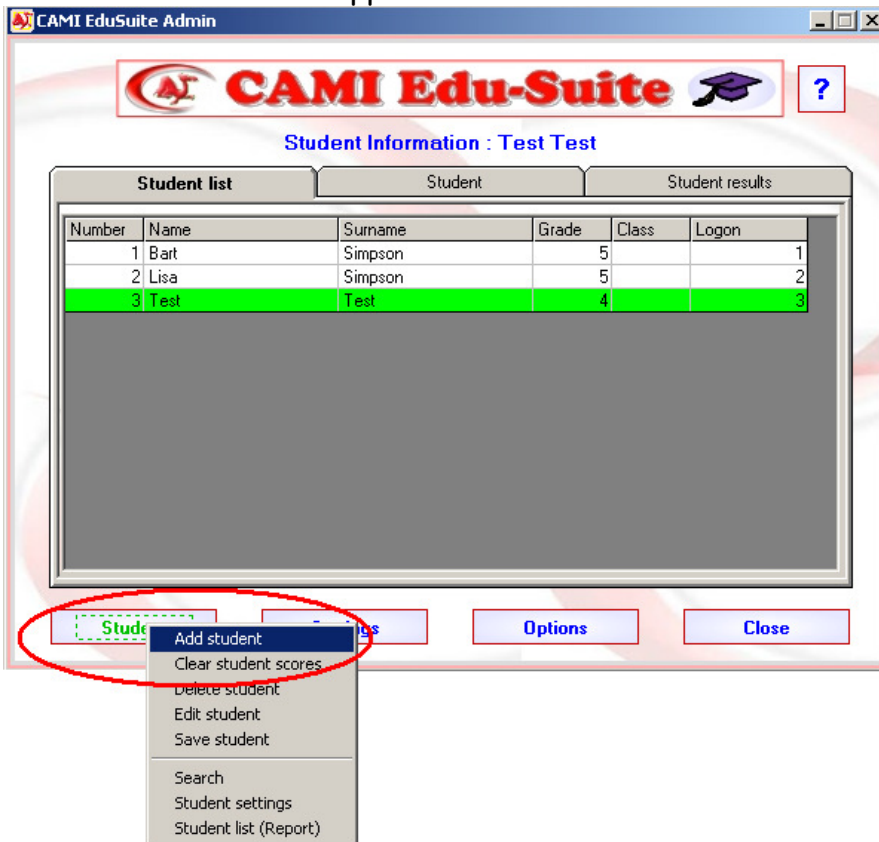 CAMI EduSuite Admin
CAMI Edu-Suite
?
Student Information : Test Test
Student list Student Student results
Number Name Surname Grade Class Logon
1 Bart Simpson 5 1
2 Lisa Simpson 5 2
3 Test Test 4 3
Options Close
Add student
Clear student scores
Delete student
Edit student
Save student
Search
Student settings
Student list (Report)